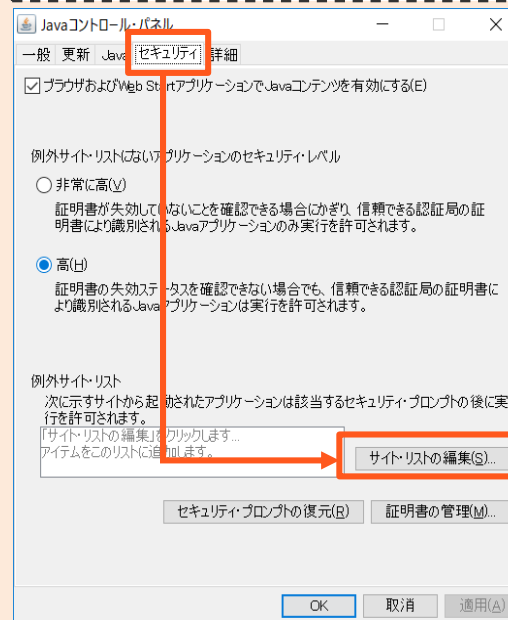 Javaコントロール・パネル
一般 更新 Java セキュリティ 詳細
ブラウザおよびWeb StartアプリケーションでJavaコンテンツを有効にする(E)
例外サイト・リストにないアプリケーションのセキュリティ・レベル
非常に高(V)
証明書が失効していないことを確認できる場合にかぎり、信頼できる認証局の証
明書により識別されるJavaアプリケーションのみ実行を許可されます。
高(H)
証明書の失効ステータスを確認できない場合でも、信頼できる認証局の証明書に
より識別されるJavaアプリケーションは実行を許可されます。
例外サイト・リスト
次に示すサイトから起動されたアプリケーションは該当するセキュリティ・プロンプトの後に実
行を許可されます。
「サイト・リストの編集」をクリックします...
アイテムをこのリストに追加します。
サイト・リストの編集(S)...
セキュリティ・プロンプトの復元(R) 証明書の管理(M)...
OK 取消 適用(A)